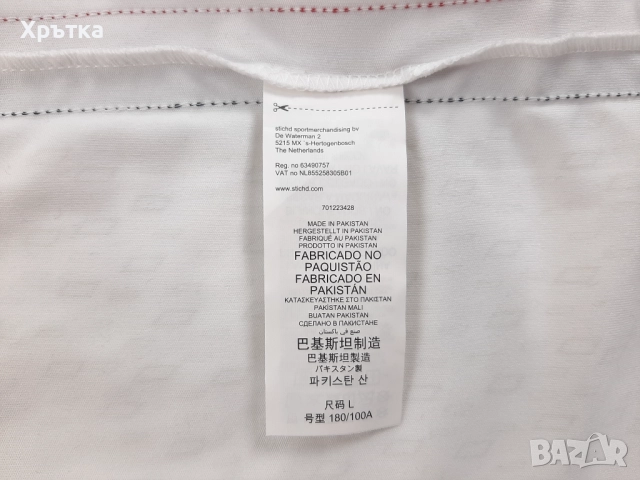 Хрътка
stichd sportmerchandising bv
De Waterman 2
5215 MX 's-Hertogenbosch
The Netherlands
Reg. no 63490757
VAT no NL855258305B01
www.stichd.com
701223428
MADE IN PAKISTAN
HERGESTELLT IN PAKISTAN
FABRIQUÉ AU PAKISTAN
PRODOTTO IN PAKISTAN
FABRICADO NO
PAQUISTÃO
FABRICADO EN
PAKISTÁN
ΚΑΤΑΣΚΕΥΑΣΤΗΚΕ ΣΤΟ ΠΑΚΙΣΤΑΝ
PAKISTAN MALI
BUATAN PAKISTAN
СДЕЛАНО В ПАКИСТАНЕ
صنع في باكستان
巴基斯坦制造
巴基斯坦製造
パキスタン製
파키스탄 산
尺码 L
号型 180/100A
BAZAR